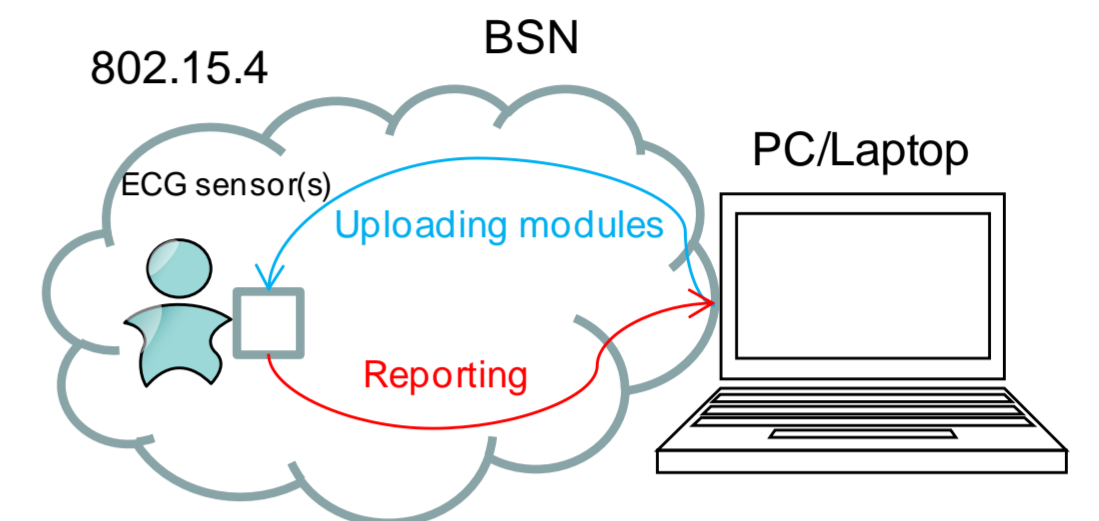 BSN
802.15.4
PC/Laptop
ECG sensor(s)
Uploading modules
Reporting